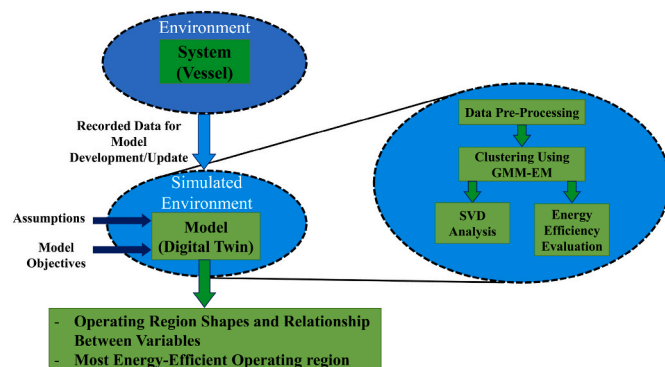 Environment
System
(Vessel)
Recorded Data for
Model
Development/Update
Simulated
Environment
Assumptions
Model
(Digital Twin)
Model
Objectives
- Operating Region Shapes and Relationship
Between Variables
- Most Energy-Efficient Operating region
Data Pre-Processing
Clustering Using
GMM-EM
SVD
Analysis
Energy
Efficiency
Evaluation